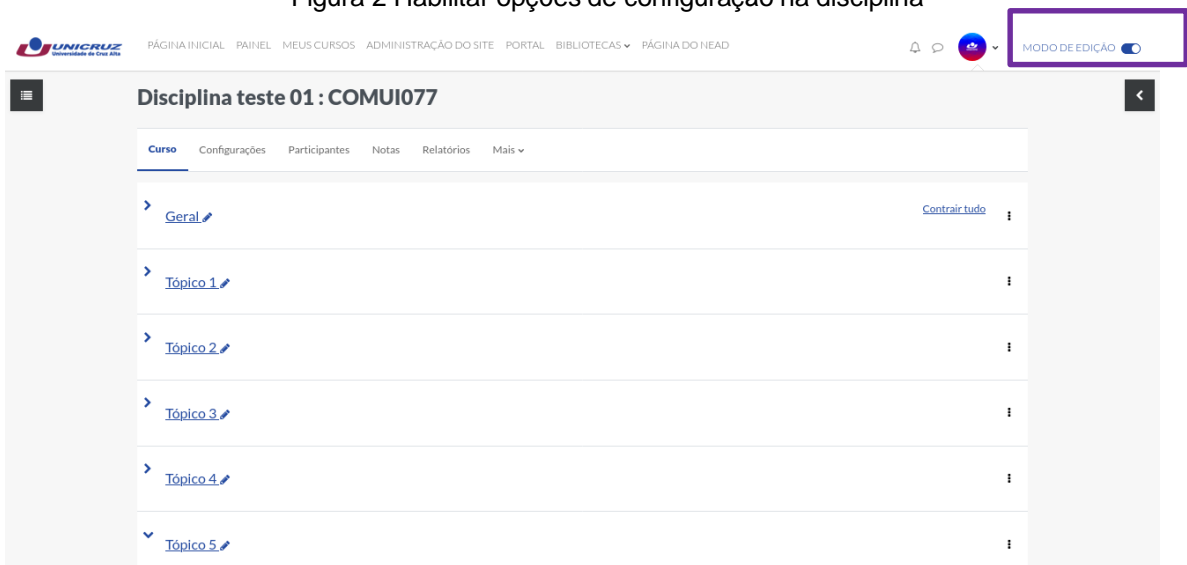 Figura 2 Habilitar opções de configuração na disciplina
UNICRUZ
Universidade de Cruz Alta
PÁGINA INICIAL PAINEL MEUS CURSOS ADMINISTRAÇÃO DO SITE PORTAL BIBLIOTECAS PÁGINA DO NEAD
MODO DE EDIÇÃO
Disciplina teste 01 : COMUI077
Curso Configurações Participantes Notas Relatórios Mais
Geral
Contrair tudo
Tópico 1
Tópico 2
Tópico 3
Tópico 4
Tópico 5